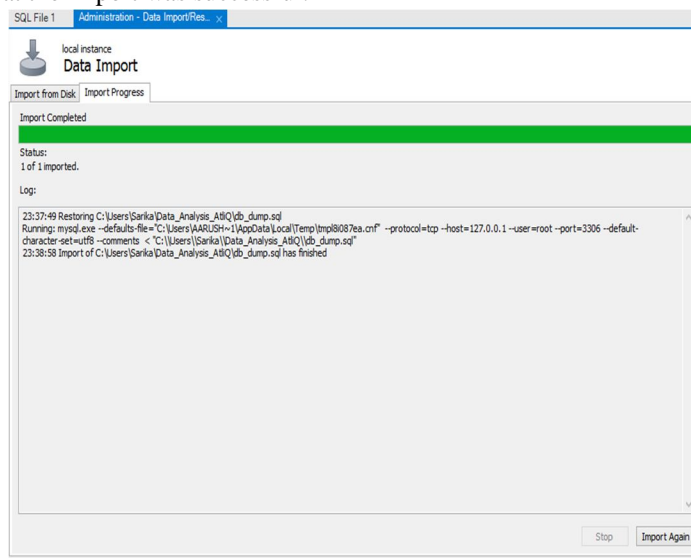 SQL File 1 Administration - Data Import/Res... ×
local instance
Data Import
Import from Disk Import Progress
Import Completed
Status:
1 of 1 imported.
Log:
23:37:49 Restoring C:\Users\Sarika\Data_Analysis_AtliQ\db_dump.sql
Running: mysql.exe --defaults-file="C:\Users\AARUSH~1\AppData\Local\Temp\tmpl8i087ea.cnf" --protocol=tcp --host=127.0.0.1 --user=root --port=3306 --default-
character-set=utf8 --comments < "C:\\Users\\Sarika\\Data_Analysis_AtliQ\\db_dump.sql"
23:38:58 Import of C:\Users\Sarika\Data_Analysis_AtliQ\db_dump.sql has finished
Stop Import Again